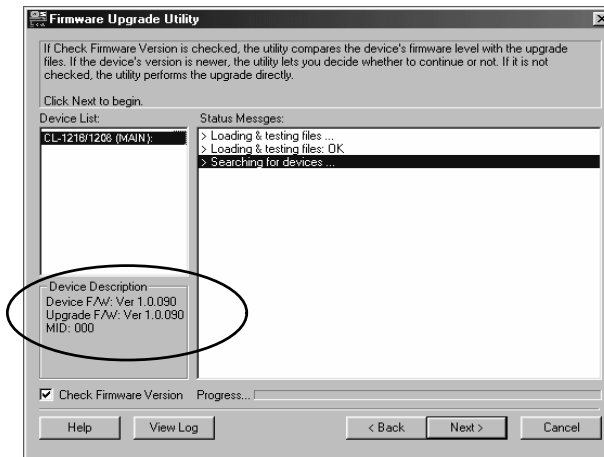 Firmware Upgrade Utility
If Check Firmware Version is checked, the utility compares the device's firmware level with the upgrade
files. If the device's version is newer, the utility lets you decide whether to continue or not. If it is not
checked, the utility performs the upgrade directly.
Click Next to begin.
Device List:
CL-1216/1208 (MAIN):
Status Messges:
> Loading & testing files ...
> Loading & testing files: OK
> Searching for devices ...
Device Description
Device F/W: Ver 1.0.090
Upgrade F/W: Ver 1.0.090
MID: 000
Check Firmware Version
Progress...
Help
View Log
< Back
Next >
Cancel